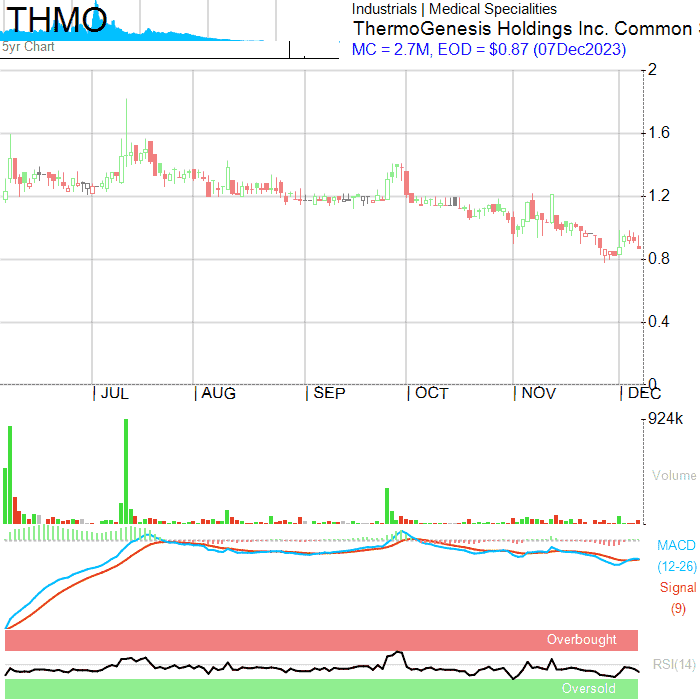 THMO
5yr Chart
Industrials | Medical Specialities
ThermoGenesis Holdings Inc. Common
MC = 2.7M, EOD = $0.87 (07Dec2023)
2
1.6
1.2
0.8
0.4
0
JUL AUG SEP OCT NOV DEC
924k
Volume
MACD
(12-26)
Signal
(9)
Overbought
RSI(14)
Oversold